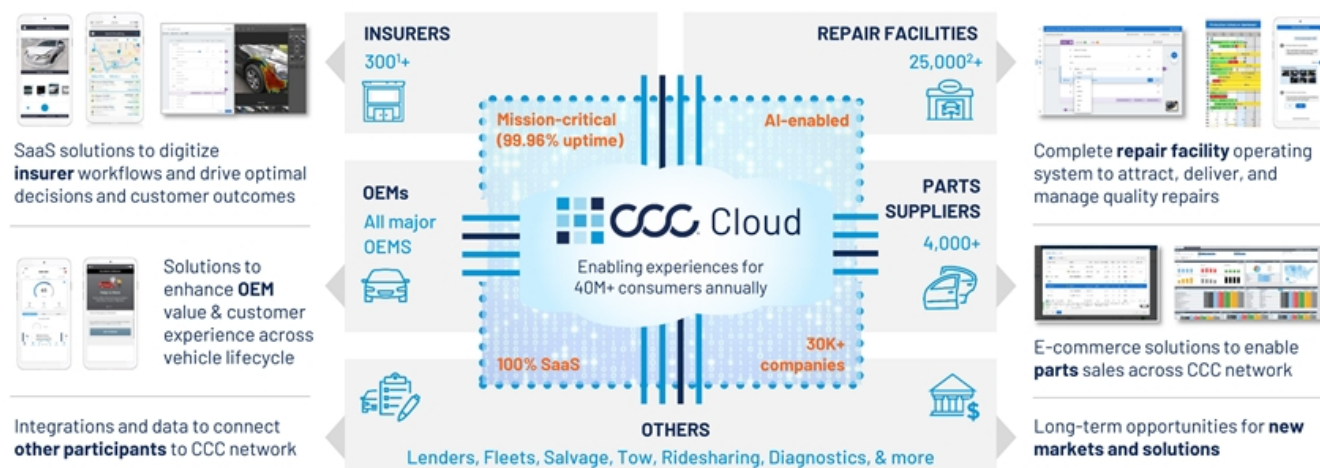 SaaS solutions to digitize
insurer workflows and drive optimal
decisions and customer outcomes
Solutions to
enhance OEM
value & customer
experience across
vehicle lifecycle
Integrations and data to connect
other participants to CCC network
INSURERS
300¹+
REPAIR FACILITIES
25,000²+
Mission-critical
(99.96% uptime)
AI-enabled
OEMs
All major
OEMS
PARTS
SUPPLIERS
4,000+
CCC Cloud
Enabling experiences for
40M+ consumers annually
100% SaaS
30K+
companies
OTHERS
Lenders, Fleets, Salvage, Tow, Ridesharing, Diagnostics, & more
Complete repair facility operating
system to attract, deliver, and
manage quality repairs
E-commerce solutions to enable
parts sales across CCC network
Long-term opportunities for new
markets and solutions